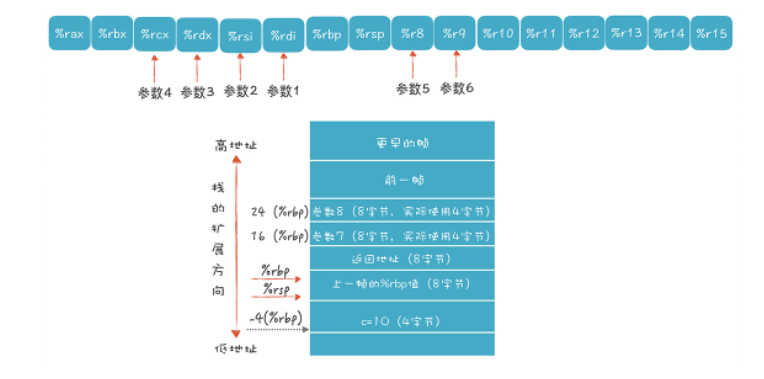 %rax %rbx %rcx %rdx %rsi %rdi %rbp %rsp %r8 %r9 %r10 %r11 %r12 %r13 %r14 %r15
参数4 参数3 参数2 参数1 参数5 参数6
高地址
栈的扩展方向
低地址
更早的帧
前一帧
24 (%rbp) 参数8 (8字节, 实际使用4字节)
16 (%rbp) 参数7 (8字节, 实际使用4字节)
返回地址 (8字节)
%rbp
上一帧的%rbp值 (8字节)
%rsp
-4(%rbp)
c=10 (4字节)